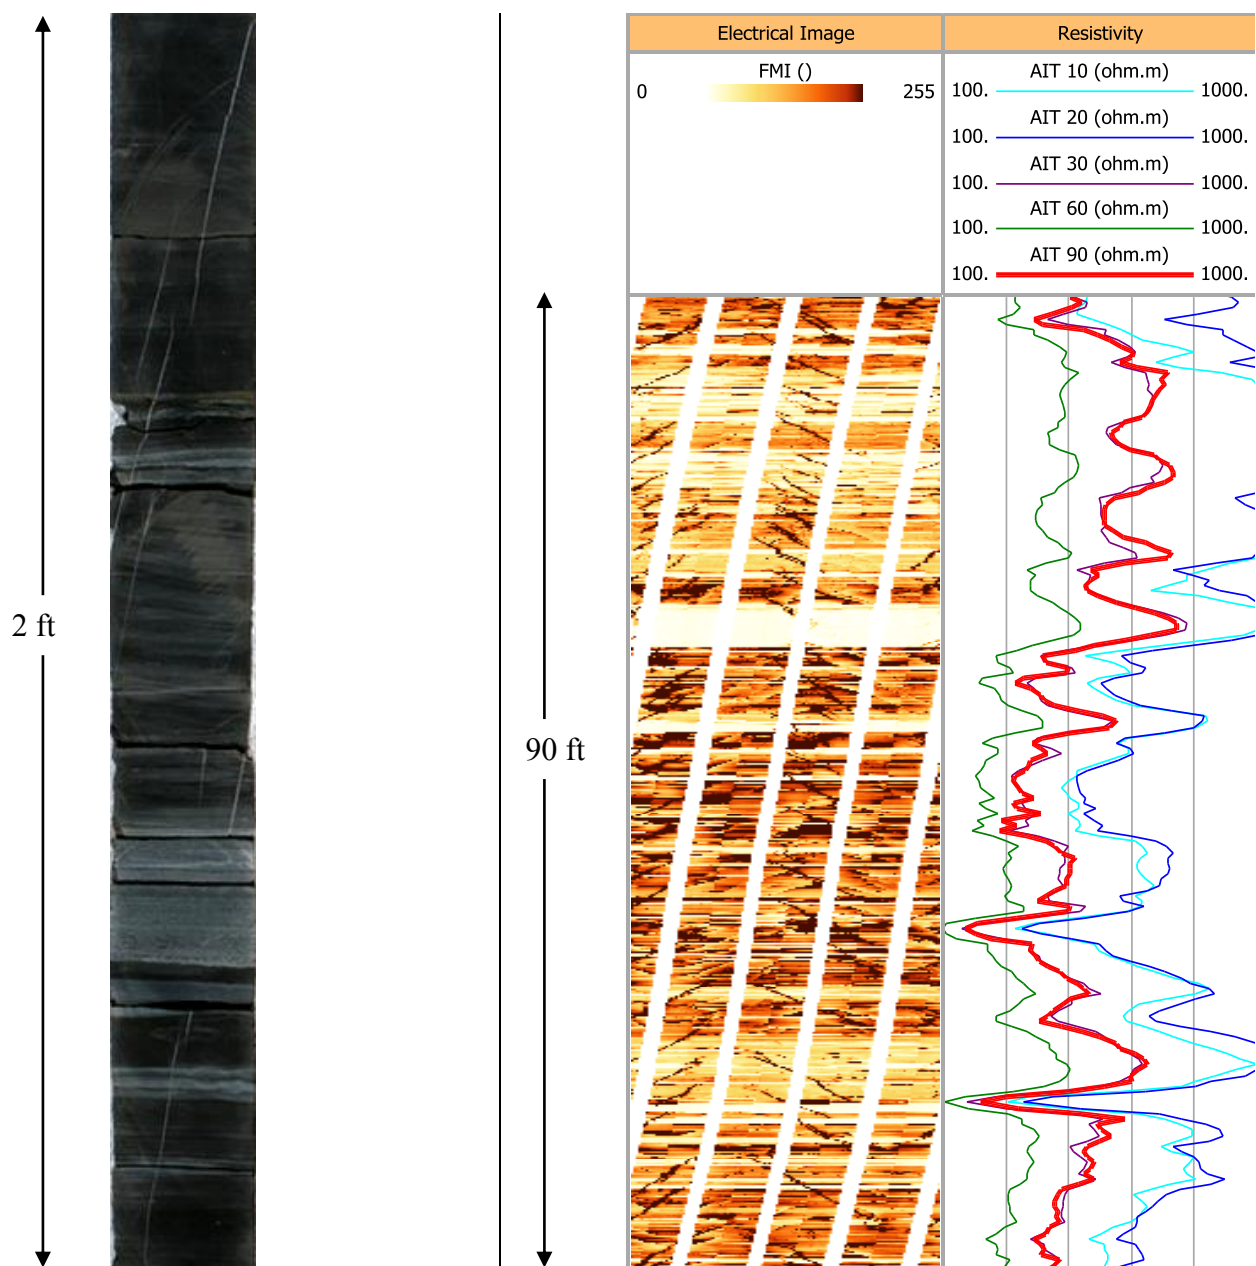 Electrical Image
Resistivity
FMI ()
0 255
AIT 10 (ohm.m)
100. 1000.
AIT 20 (ohm.m)
100. 1000.
AIT 30 (ohm.m)
100. 1000.
AIT 60 (ohm.m)
100. 1000.
AIT 90 (ohm.m)
100. 1000.
2 ft
90 ft